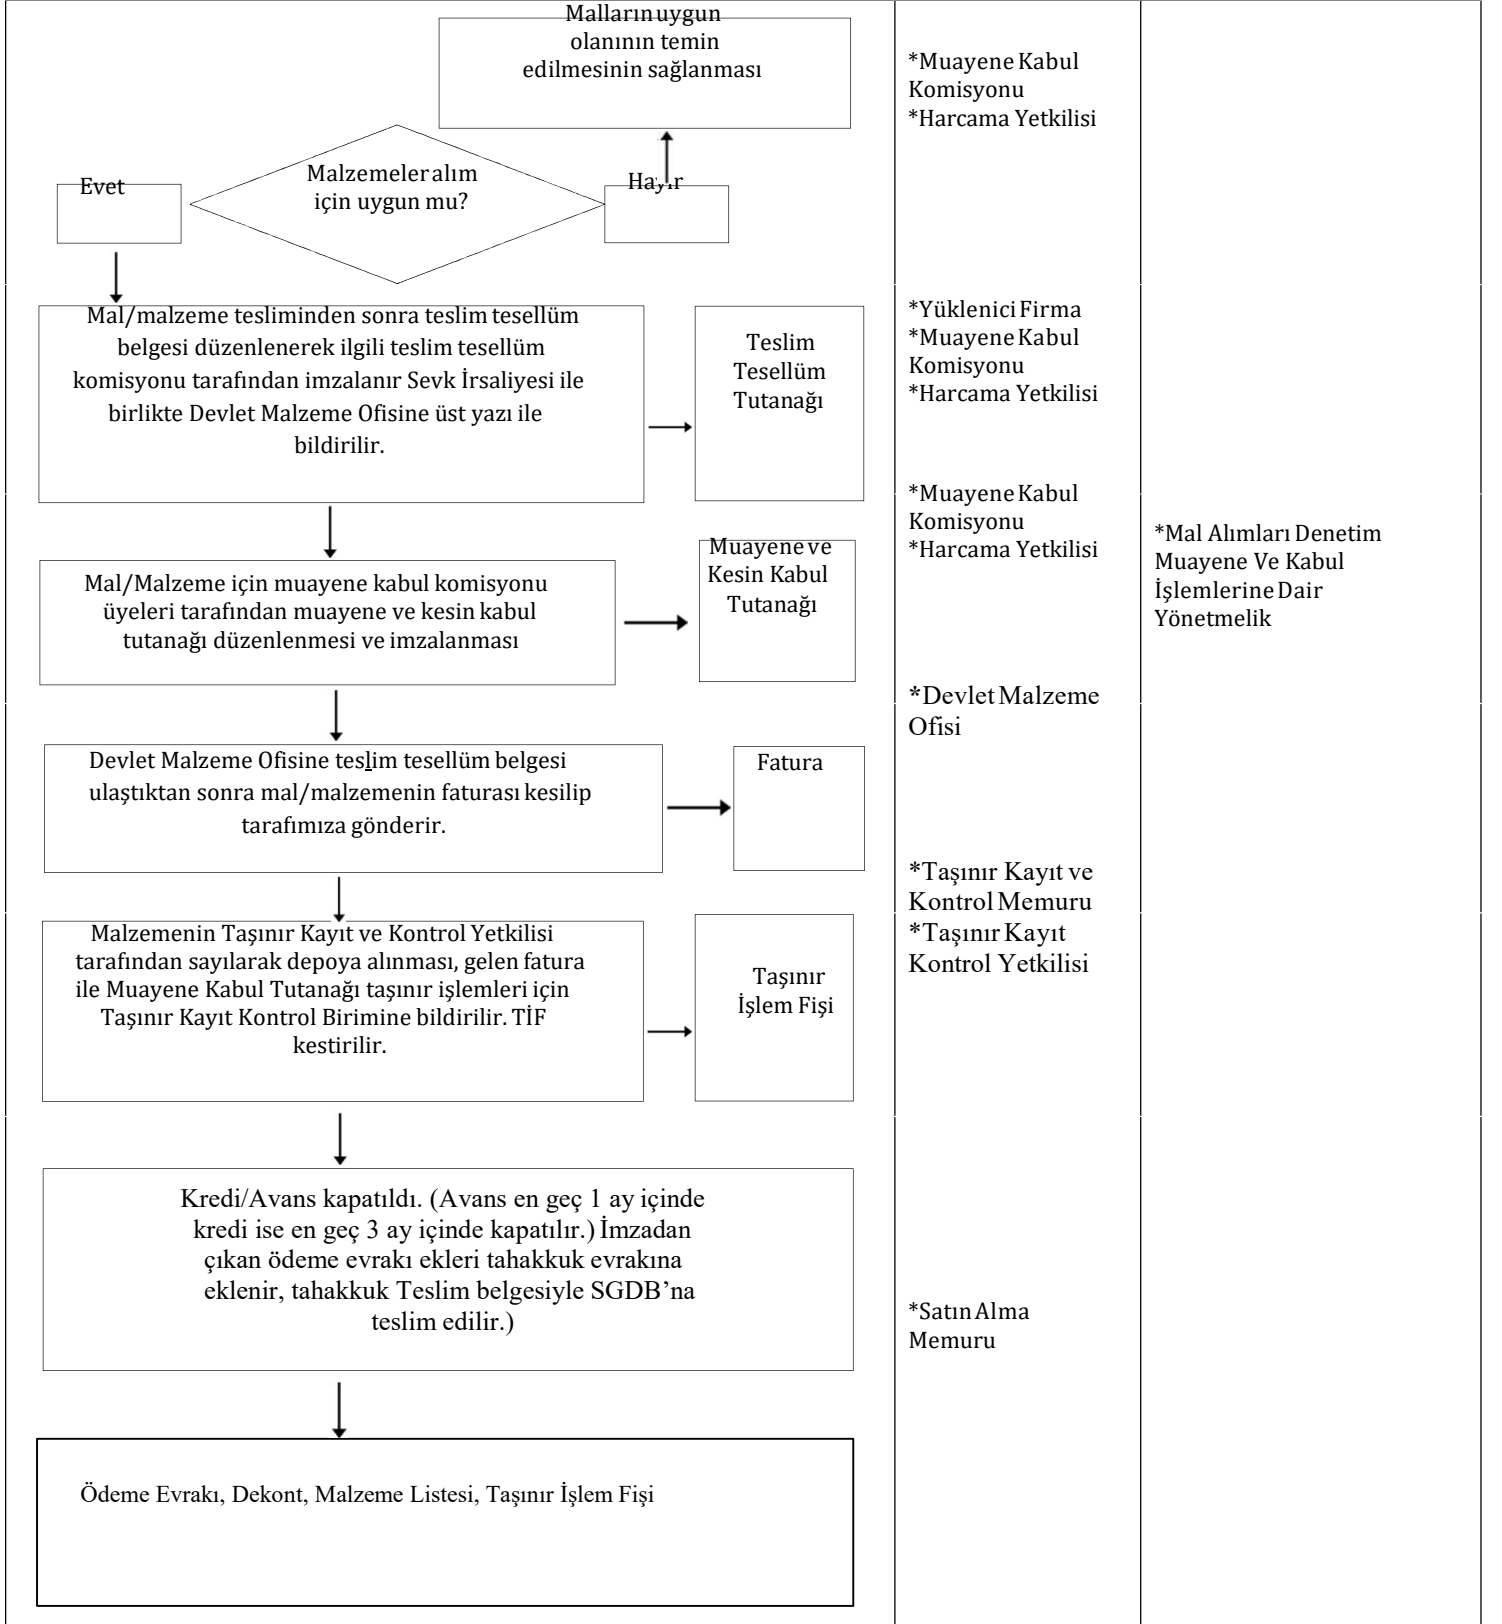 Malların uygun
olanının temin
edilmesinin sağlanması
*Muayene Kabul
Komisyonu
*Harcama Yetkilisi
Evet
Malzemeler alım
için uygun mu?
Hayır
Mal/malzeme tesliminden sonra teslim tesellüm
belgesi düzenlenerek ilgili teslim tesellüm
komisyonu tarafından imzalanır Sevk İrsaliyesi ile
birlikte Devlet Malzeme Ofisine üst yazı ile
bildirilir.
Teslim
Tesellüm
Tutanağı
*Yüklenici Firma
*Muayene Kabul
Komisyonu
*Harcama Yetkilisi
Mal/Malzeme için muayene kabul komisyonu
üyeleri tarafından muayene ve kesin kabul
tutanağı düzenlenmesi ve imzalanması
Muayene ve
Kesin Kabul
Tutanağı
*Muayene Kabul
Komisyonu
*Harcama Yetkilisi
*Mal Alımları Denetim
Muayene Ve Kabul
İşlemlerine Dair
Yönetmelik
Devlet Malzeme Ofisine teslim tesellüm belgesi
ulaştıktan sonra mal/malzemenin faturası kesilip
tarafımıza gönderir.
Fatura
*Devlet Malzeme
Ofisi
Malzemenin Taşınır Kayıt ve Kontrol Yetkilisi
tarafından sayılarak depoya alınması, gelen fatura
ile Muayene Kabul Tutanağı taşınır işlemleri için
Taşınır Kayıt Kontrol Birimine bildirilir. TİF
kestirilir.
Taşınır
İşlem Fişi
*Taşınır Kayıt ve
Kontrol Memuru
*Taşınır Kayıt
Kontrol Yetkilisi
Kredi/Avans kapatıldı. (Avans en geç 1 ay içinde
kredi ise en geç 3 ay içinde kapatılır.) İmzadan
çıkan ödeme evrakı ekleri tahakkuk evrakına
eklenir, tahakkuk Teslim belgesiyle SGDB’na
teslim edilir.)
*Satın Alma
Memuru
Ödeme Evrakı, Dekont, Malzeme Listesi, Taşınır İşlem Fişi